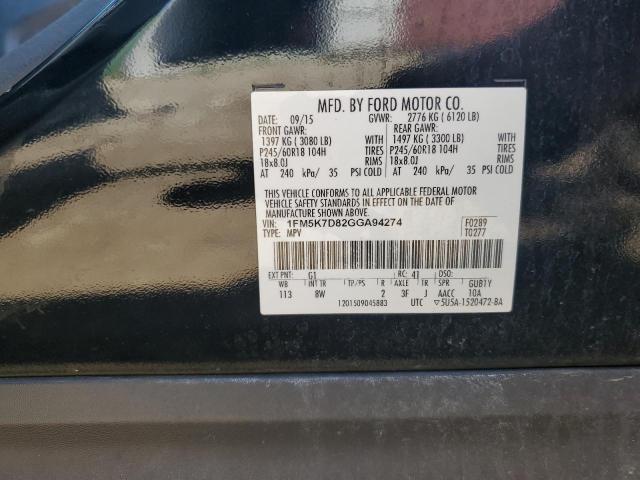 MFD. BY FORD MOTOR CO.
DATE: 09/15 GVWR: 2776 KG ( 6120 LB)
FRONT GAWR: REAR GAWR:
1397 KG ( 3080 LB) WITH 1497 KG ( 3300 LB) WITH
P245/60R18 104H TIRES P245/60R18 104H TIRES
18x8.0J RIMS 18x8.0J RIMS
AT 240 kPa/ 35 PSI COLD AT 240 kPa/ 35 PSI COLD
THIS VEHICLE CONFORMS TO ALL APPLICABLE FEDERAL MOTOR
VEHICLE SAFETY STANDARDS IN EFFECT ON THE DATE OF
MANUFACTURE SHOWN ABOVE.
VIN: 1FM5K7D82GGA94274 F0289
TYPE: MPV T0277
EXT PNT: G1 RC: 41 DSO:
WB BRK INT TR TP/PS R AXLE TR SPR GUBTY
113 8W 2 3F J AACC 10A
1201509045883 UTC ▽5U5A-1520472-BA